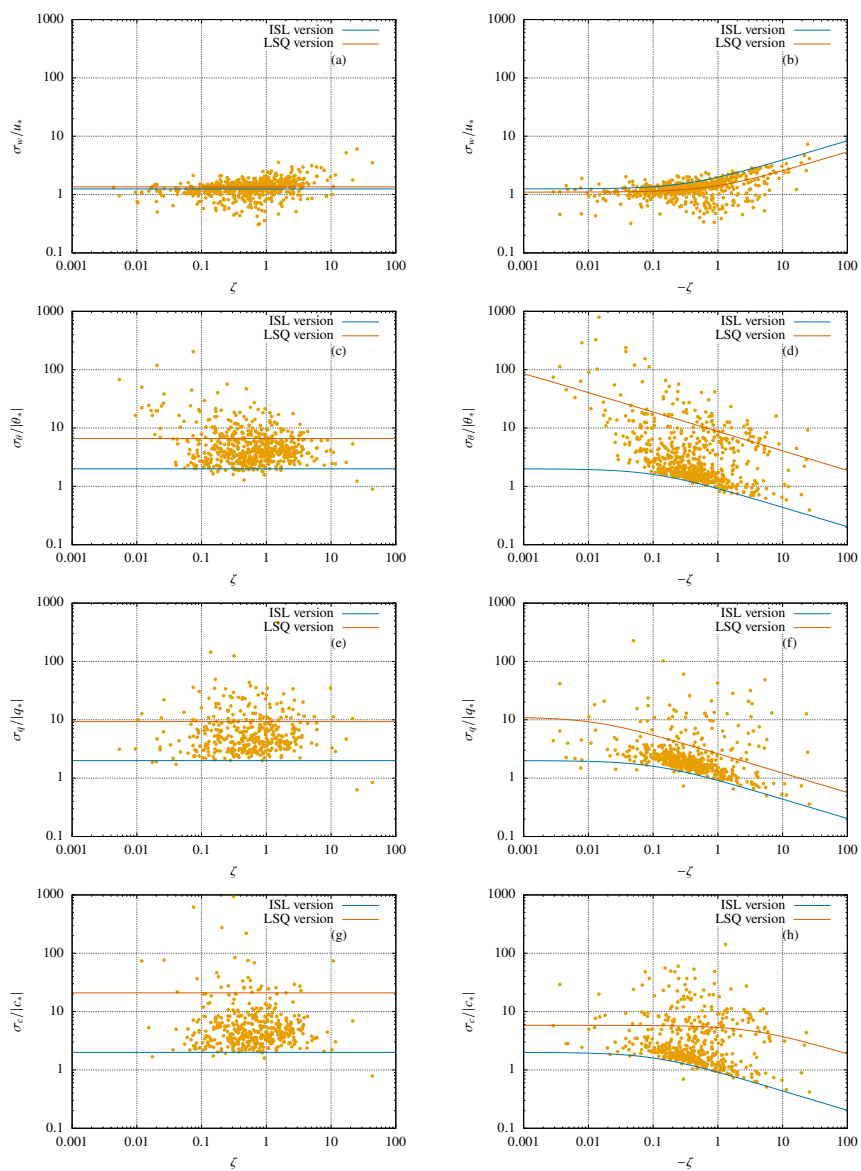 1000
100
10
1
0.1
0.001
0.01
0.1
1
10
100
σw/u*
ζ
ISL version
LSQ version
(a)
1000
100
10
1
0.1
0.001
0.01
0.1
1
10
100
σw/u*
−ζ
ISL version
LSQ version
(b)
1000
100
10
1
0.1
0.001
0.01
0.1
1
10
100
σθ/|θ*|
ζ
ISL version
LSQ version
(c)
1000
100
10
1
0.1
0.001
0.01
0.1
1
10
100
σθ/|θ*|
−ζ
ISL version
LSQ version
(d)
1000
100
10
1
0.1
0.001
0.01
0.1
1
10
100
σq/|q*|
ζ
ISL version
LSQ version
(e)
1000
100
10
1
0.1
0.001
0.01
0.1
1
10
100
σq/|q*|
−ζ
ISL version
LSQ version
(f)
1000
100
10
1
0.1
0.001
0.01
0.1
1
10
100
σc/|c*|
ζ
ISL version
LSQ version
(g)
1000
100
10
1
0.1
0.001
0.01
0.1
1
10
100
σc/|c*|
−ζ
ISL version
LSQ version
(h)